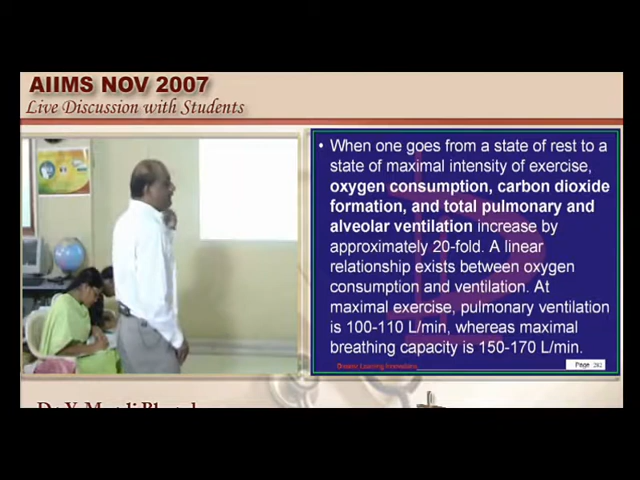 AIIMS NOV 2007
Live Discussion with Students
• When one goes from a state of rest to a
state of maximal intensity of exercise,
oxygen consumption, carbon dioxide
formation, and total pulmonary and
alveolar ventilation increase by
approximately 20-fold. A linear
relationship exists between oxygen
consumption and ventilation. At
maximal exercise, pulmonary ventilation
is 100-110 L/min, whereas maximal
breathing capacity is 150-170 L/min.
Page 282